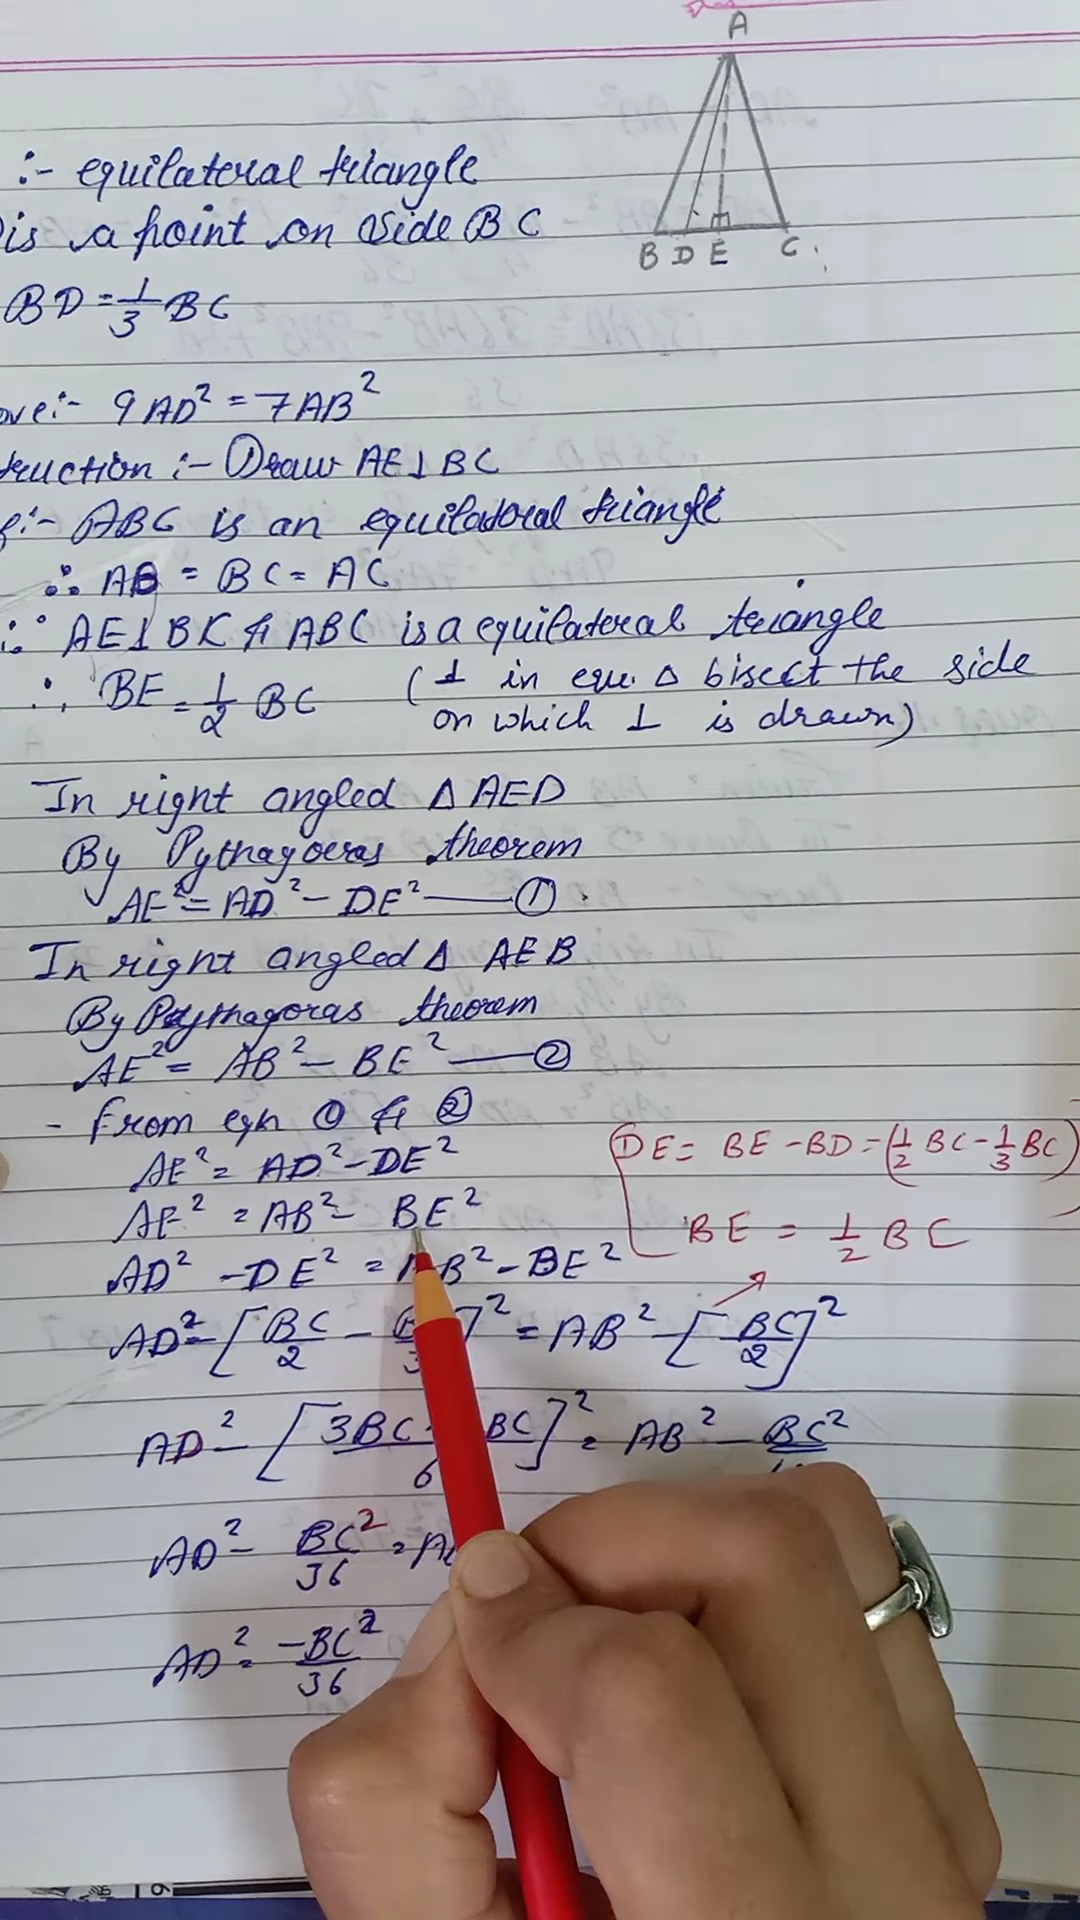 A
B D E C
:- equilateral triangle
is a point on side BC
BD = 1/3 BC
ove:- 9AD² = 7AB²
truction :- ① Draw AE⊥BC
f:- ABC is an equilatoral triangle
∴ AB = BC = AC
∵ AE⊥BC & ABC is a equilateral triangle
∴ BE = 1/2 BC (⊥ in equ. Δ bisect the side
on which ⊥ is drawn)
In right angled Δ AED
By Pythagoeras theorem
AE² = AD² - DE² — ①
In right angled Δ AEB
By Pythagoras theorem
AE² = AB² - BE² — ②
- From eqn ① & ②
AE² = AD² - DE²
DE = BE - BD = (1/2 BC - 1/3 BC)
AE² = AB² - BE²
BE = 1/2 BC
AD² - DE² = AB² - BE²
AD² - [BC/2 - ]² = AB² - [BC/2]²
AD² - [3BC BC/6]² = AB² - BC²
AD² - BC²/36 =
AD² = -BC²/36